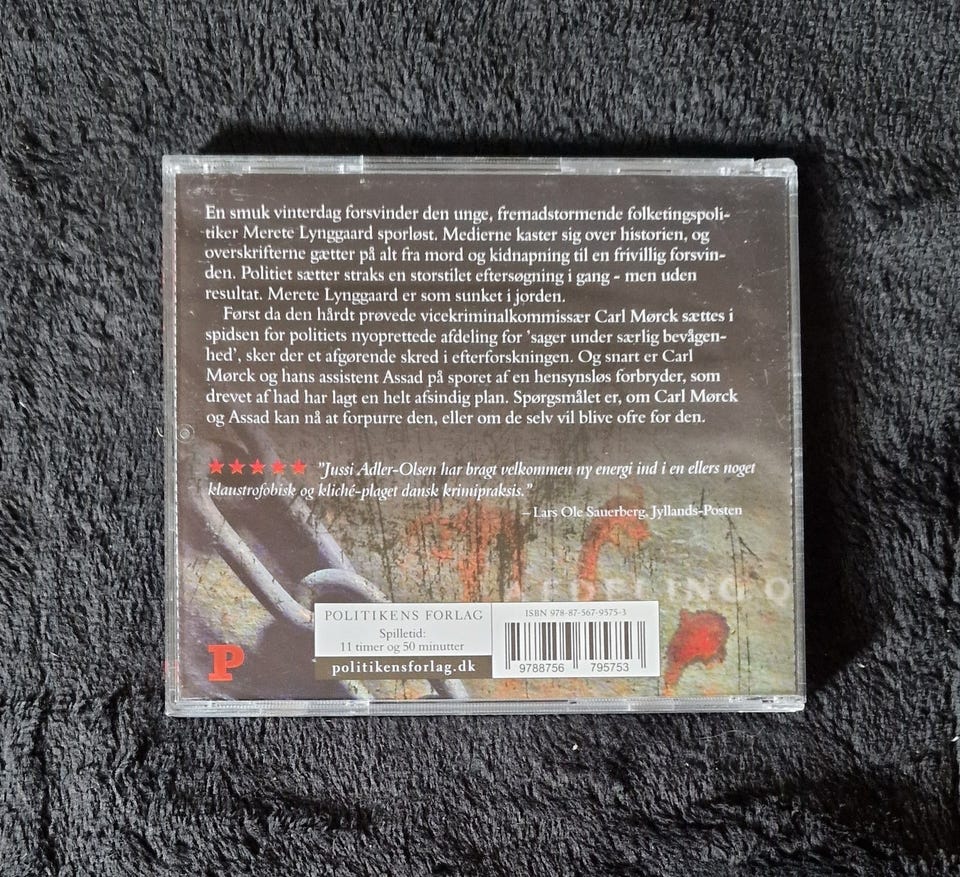 En smuk vinterdag forsvinder den unge, fremadstormende folketingspoli-
tiker Merete Lynggaard sporløst. Medierne kaster sig over historien, og
overskrifterne gætter på alt fra mord og kidnapning til en frivillig forsvin-
den. Politiet sætter straks en storstilet eftersøgning i gang - men uden
resultat. Merete Lynggaard er som sunket i jorden.
Først da den hårdt prøvede vicekriminalkommissær Carl Mørck sættes i
spidsen for politiets nyoprettede afdeling for 'sager under særlig bevågen-
hed', sker der et afgørende skred i efterforskningen. Og snart er Carl
Mørck og hans assistent Assad på sporet af en hensynsløs forbryder, som
drevet af had har lagt en helt afsindig plan. Spørgsmålet er, om Carl Mørck
og Assad kan nå at forpurre den, eller om de selv vil blive ofre for den.
★★★★★ "Jussi Adler-Olsen har bragt velkommen ny energi ind i en ellers noget
klaustrofobisk og kliché-plaget dansk krimipraksis."
– Lars Ole Sauerberg, Jyllands-Posten
AFDELING Q
P
POLITIKENS FORLAG
Spilletid:
11 timer og 50 minutter
politikensforlag.dk
ISBN 978-87-567-9575-3
9788756 795753